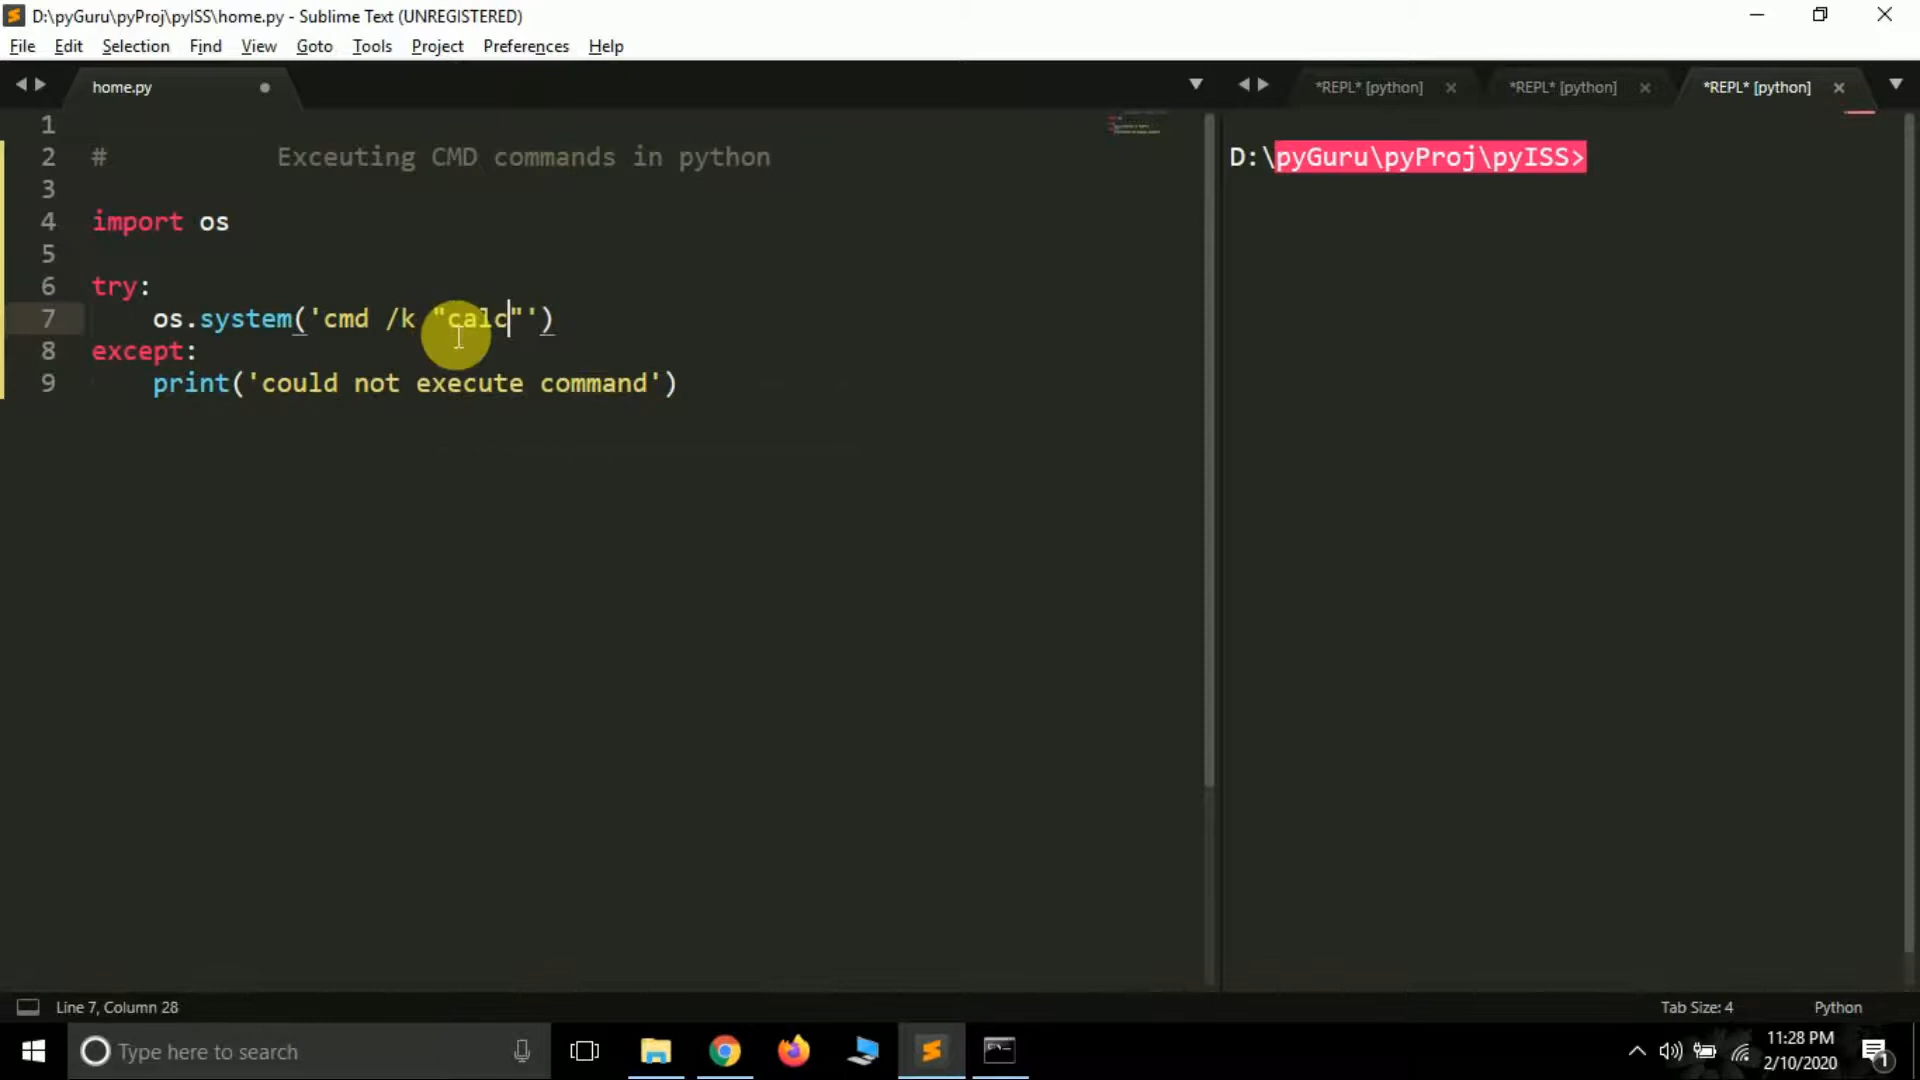 D:\pyGuru\pyProj\pyISS\home.py - Sublime Text (UNREGISTERED)
File Edit Selection Find View Goto Tools Project Preferences Help
home.py
*REPL* [python] *REPL* [python] *REPL* [python]
1
2 # Exceuting CMD commands in python
3
4 import os
5
6 try:
7 os.system('cmd /k "calc"')
8 except:
9 print('could not execute command')
D:\pyGuru\pyProj\pyISS>
Line 7, Column 28
Tab Size: 4 Python
Type here to search
11:28 PM
2/10/2020
1